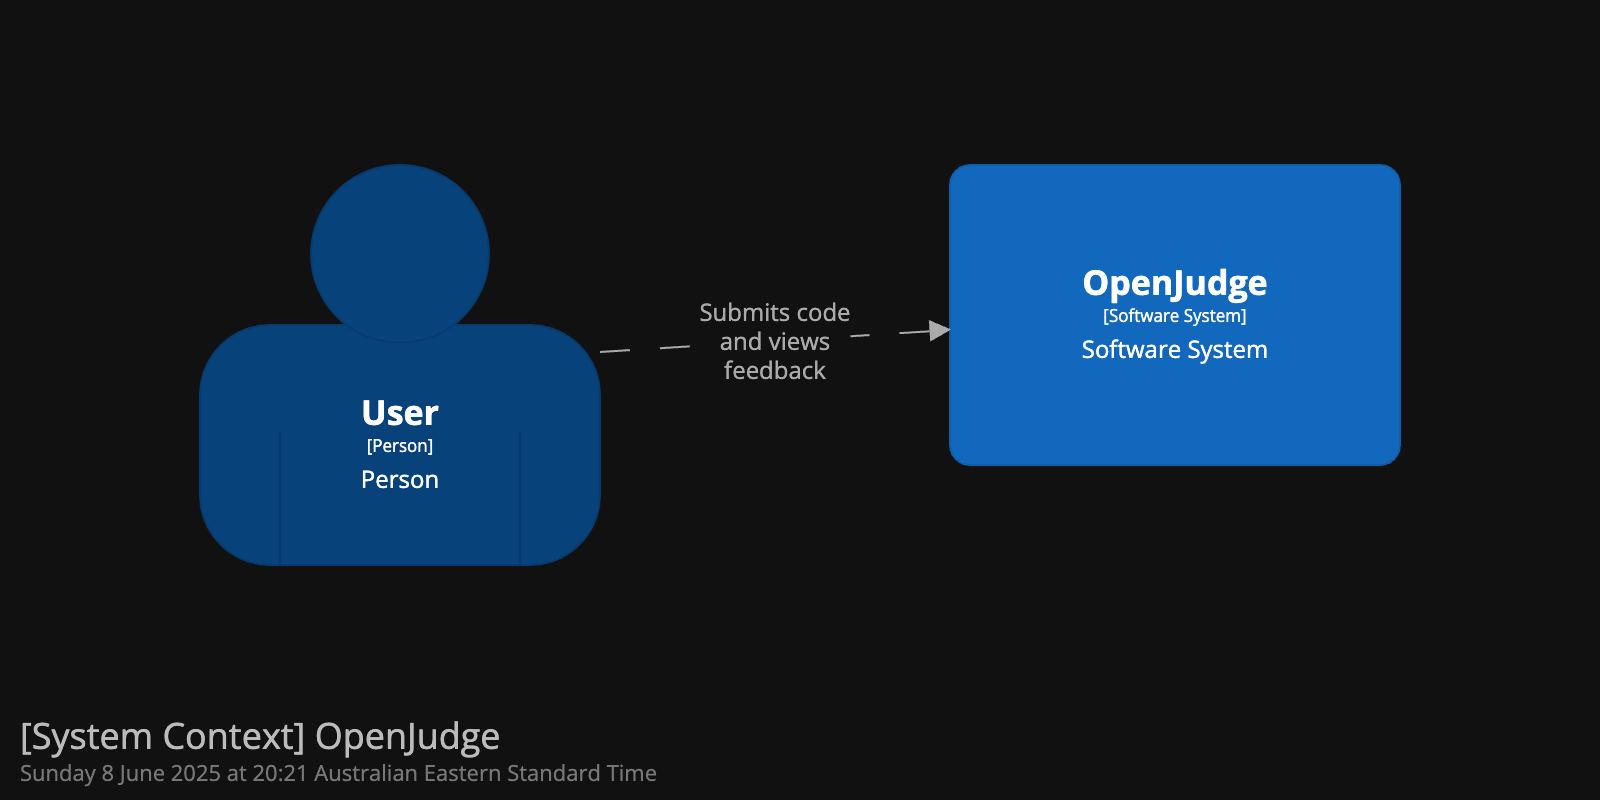 User
[Person]
Person
Submits code
and views
feedback
OpenJudge
[Software System]
Software System
[System Context] OpenJudge
Sunday 8 June 2025 at 20:21 Australian Eastern Standard Time